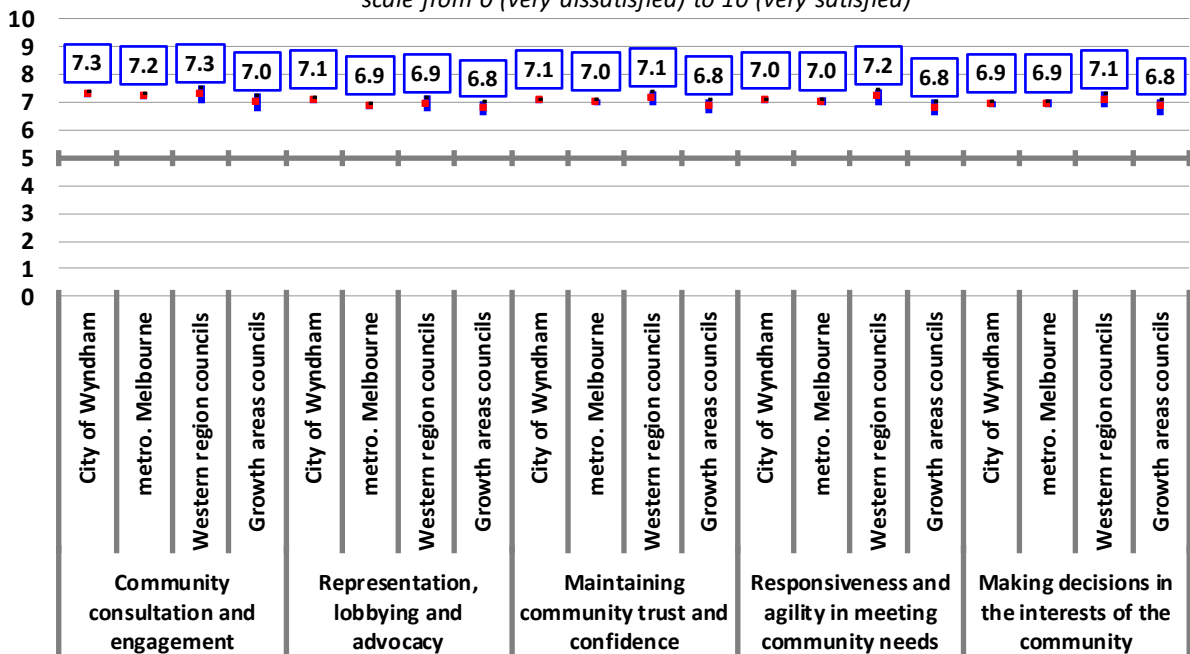 scale from 0 (very dissatisfied) to 10 (very satisfied)
10
9
8
7
6
5
4
3
2
1
0
7.3
7.2
7.3
7.0
7.1
6.9
6.9
6.8
7.1
7.0
7.1
6.8
7.0
7.0
7.2
6.8
6.9
6.9
7.1
6.8
City of Wyndham
metro. Melbourne
Western region councils
Growth areas councils
City of Wyndham
metro. Melbourne
Western region councils
Growth areas councils
City of Wyndham
metro. Melbourne
Western region councils
Growth areas councils
City of Wyndham
metro. Melbourne
Western region councils
Growth areas councils
City of Wyndham
metro. Melbourne
Western region councils
Growth areas councils
Community
consultation and
engagement
Representation,
lobbying and
advocacy
Maintaining
community trust and
confidence
Responsiveness and
agility in meeting
community needs
Making decisions in
the interests of the
community